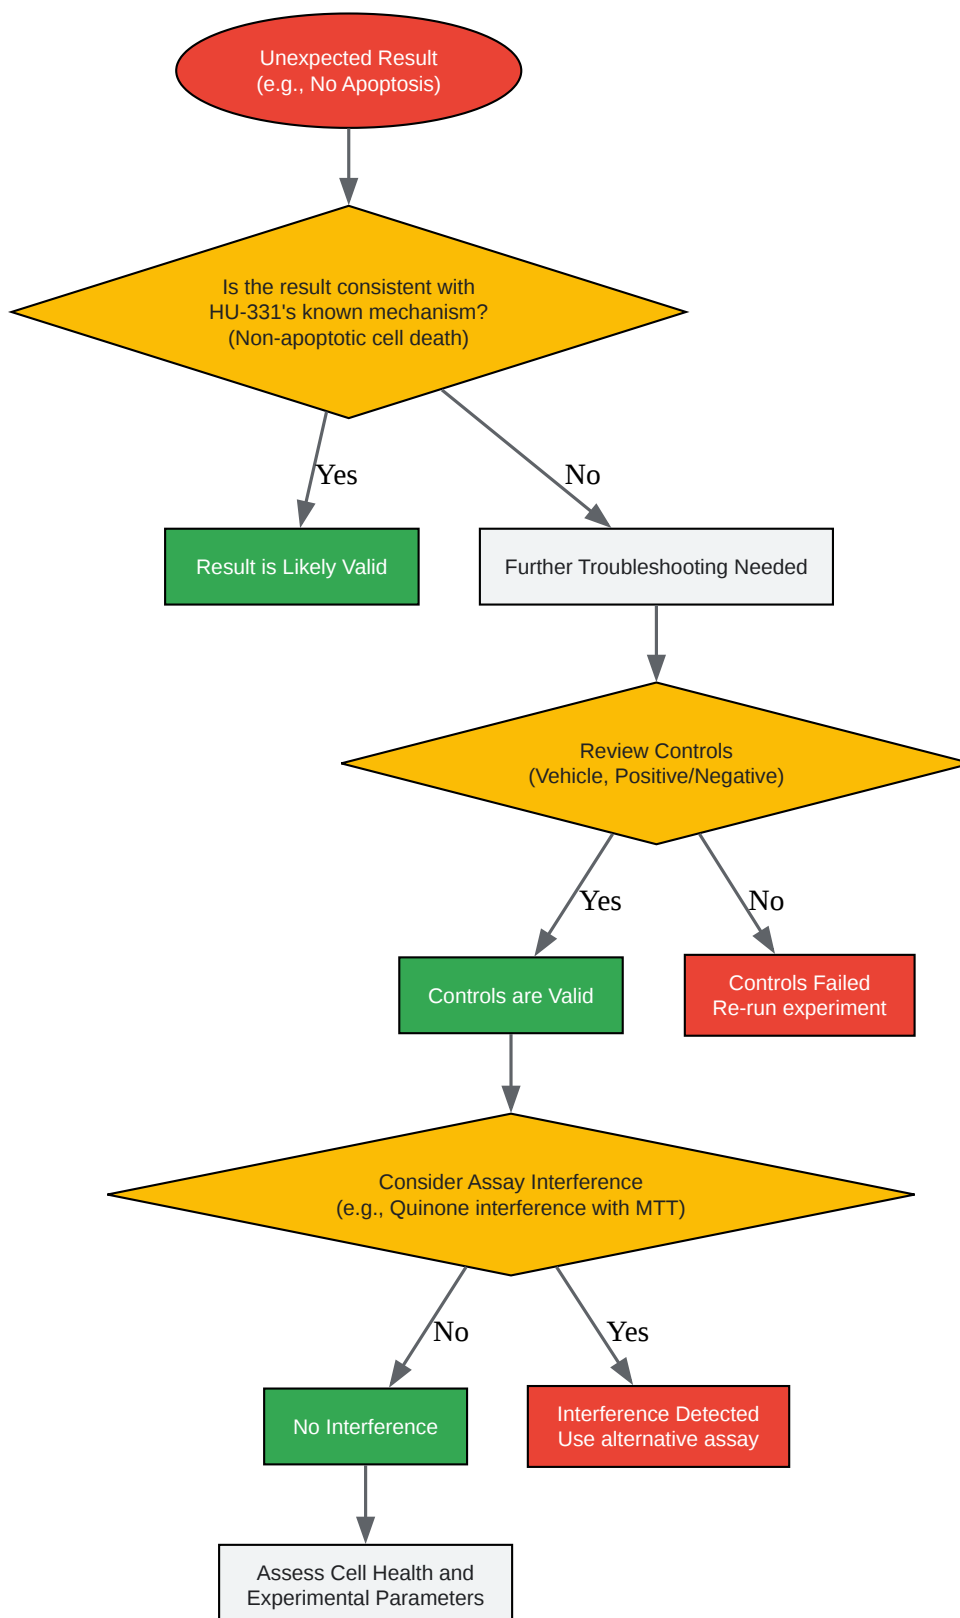 Unexpected Result
(e.g., No Apoptosis)
Is the result consistent with
HU-331's known mechanism?
(Non-apoptotic cell death)
Yes
No
Result is Likely Valid
Further Troubleshooting Needed
Review Controls
(Vehicle, Positive/Negative)
Yes
No
Controls are Valid
Controls Failed
Re-run experiment
Consider Assay Interference
(e.g., Quinone interference with MTT)
No
Yes
No Interference
Interference Detected
Use alternative assay
Assess Cell Health and
Experimental Parameters